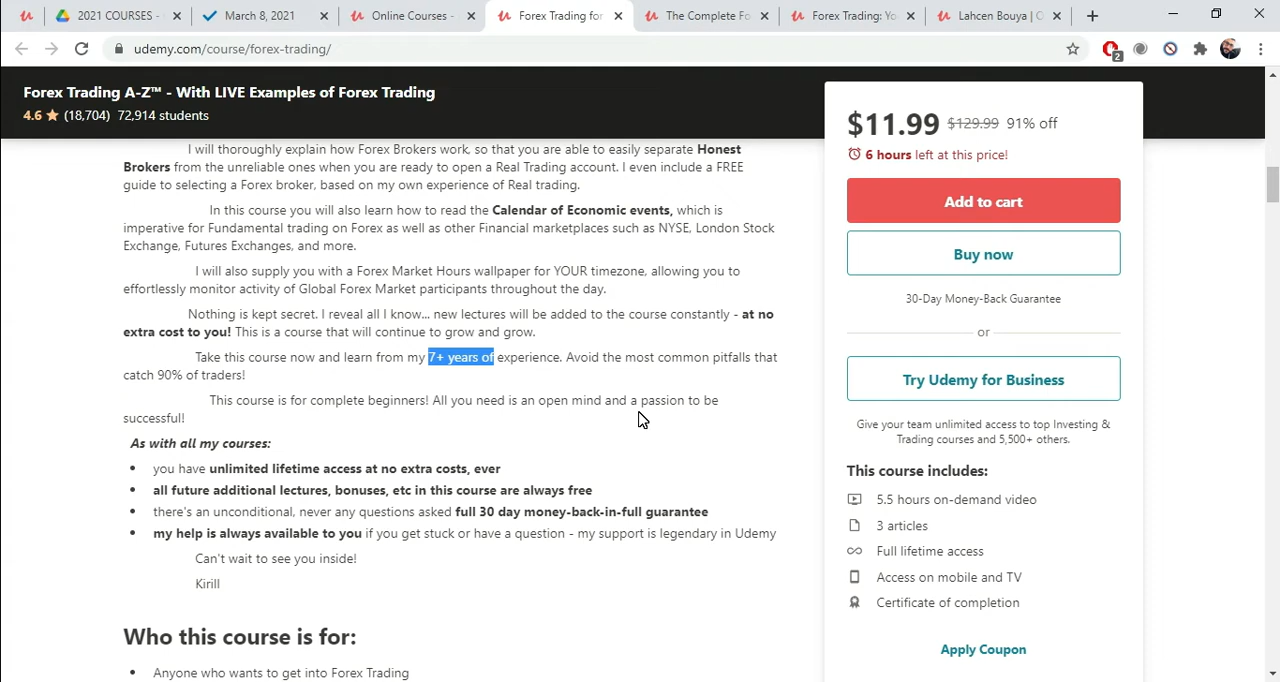 2021 COURSES -
March 8, 2021
Online Courses -
Forex Trading for
The Complete Fo
Forex Trading: Yo
Lahcen Bouya | O
udemy.com/course/forex-trading/
2
Forex Trading A-Z™ - With LIVE Examples of Forex Trading
4.6 ★ (18,704) 72,914 students
I will thoroughly explain how Forex Brokers work, so that you are able to easily separate Honest
Brokers from the unreliable ones when you are ready to open a Real Trading account. I even include a FREE
guide to selecting a Forex broker, based on my own experience of Real trading.
In this course you will also learn how to read the Calendar of Economic events, which is
imperative for Fundamental trading on Forex as well as other Financial marketplaces such as NYSE, London Stock
Exchange, Futures Exchanges, and more.
I will also supply you with a Forex Market Hours wallpaper for YOUR timezone, allowing you to
effortlessly monitor activity of Global Forex Market participants throughout the day.
Nothing is kept secret. I reveal all I know... new lectures will be added to the course constantly - at no
extra cost to you! This is a course that will continue to grow and grow.
Take this course now and learn from my 7+ years of experience. Avoid the most common pitfalls that
catch 90% of traders!
This course is for complete beginners! All you need is an open mind and a passion to be
successful!
As with all my courses:
• you have unlimited lifetime access at no extra costs, ever
• all future additional lectures, bonuses, etc in this course are always free
• there's an unconditional, never any questions asked full 30 day money-back-in-full guarantee
• my help is always available to you if you get stuck or have a question - my support is legendary in Udemy
Can't wait to see you inside!
Kirill
Who this course is for:
• Anyone who wants to get into Forex Trading
$11.99 $129.99 91% off
6 hours left at this price!
Add to cart
Buy now
30-Day Money-Back Guarantee
or
Try Udemy for Business
Give your team unlimited access to top Investing &
Trading courses and 5,500+ others.
This course includes:
5.5 hours on-demand video
3 articles
Full lifetime access
Access on mobile and TV
Certificate of completion
Apply Coupon